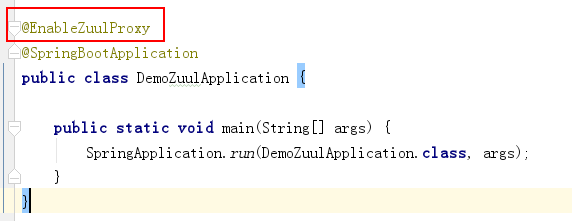 @EnableZuulProxy
@SpringBootApplication
public class DemoZuulApplication {
public static void main(String[] args) {
SpringApplication.run(DemoZuulApplication.class, args);
}
}